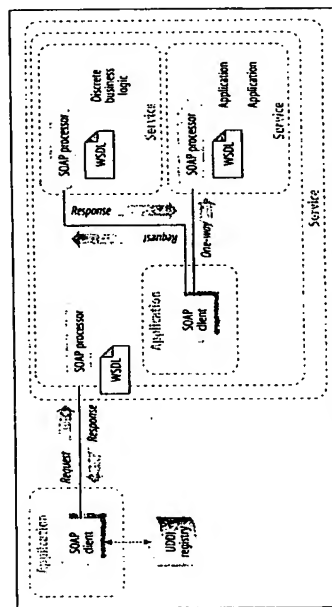 SOAP processor
Discrete
business
logic
WSDL
Service
SOAP processor
Application
Application
WSDL
Service
Response
Request
One-way
Application
SOAP
client
Service
SOAP processor
WSDL
Request
Response
Application
SOAP
client
UDDI
registry